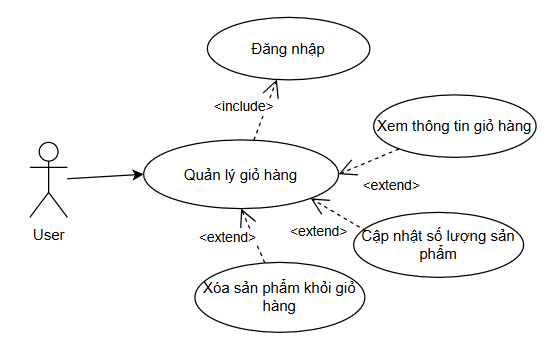 Đăng nhập
<include>
Xem thông tin giỏ hàng
Quản lý giỏ hàng
<extend>
User
<extend>
<extend>
Cập nhật số lượng sản
phẩm
Xóa sản phẩm khỏi giỏ
hàng